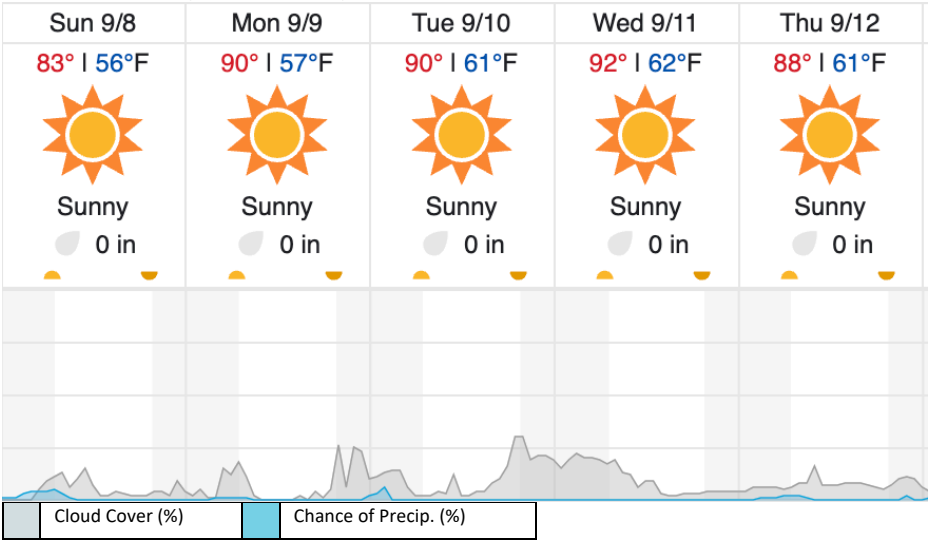 Sun 9/8 Mon 9/9 Tue 9/10 Wed 9/11 Thu 9/12
83° | 56°F 90° | 57°F 90° | 61°F 92° | 62°F 88° | 61°F
Sunny Sunny Sunny Sunny Sunny
0 in 0 in 0 in 0 in 0 in
Cloud Cover (%) Chance of Precip. (%)